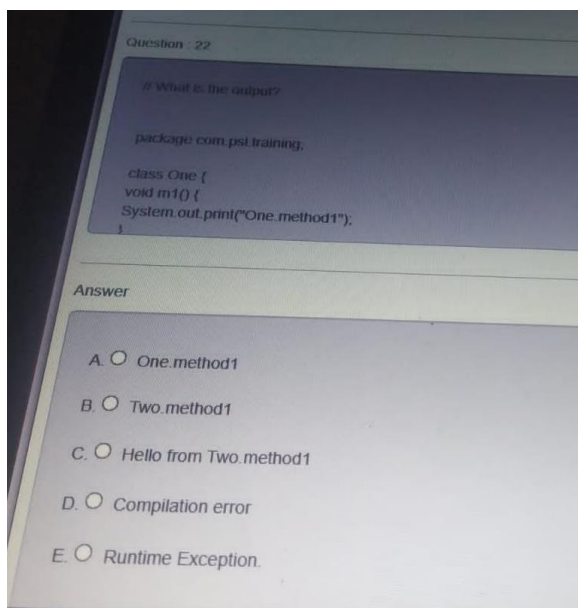 Question : 22
// What is the output?
package com.psl.training;
class One {
void m1() {
System.out.print("One.method1");
}
Answer
A. One.method1
B. Two.method1
C. Hello from Two.method1
D. Compilation error
E. Runtime Exception.